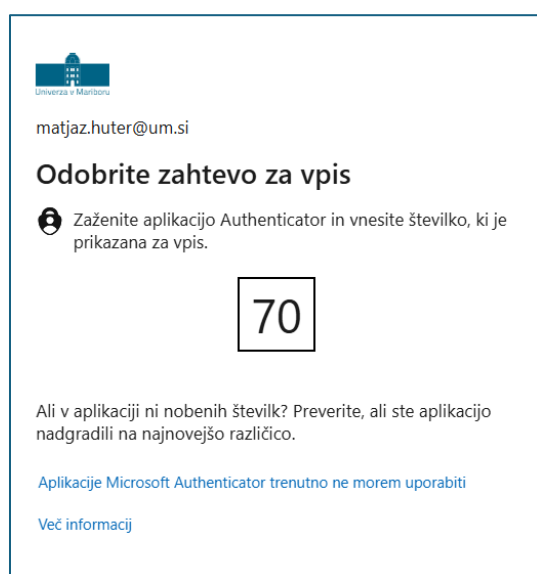 Univerza v Mariboru
matjaz.huter@um.si
Odobrite zahtevo za vpis
Zaženite aplikacijo Authenticator in vnesite številko, ki je
prikazana za vpis.
70
Ali v aplikaciji ni nobenih številk? Preverite, ali ste aplikacijo
nadgradili na najnovejšo različico.
Aplikacije Microsoft Authenticator trenutno ne morem uporabiti
Več informacij